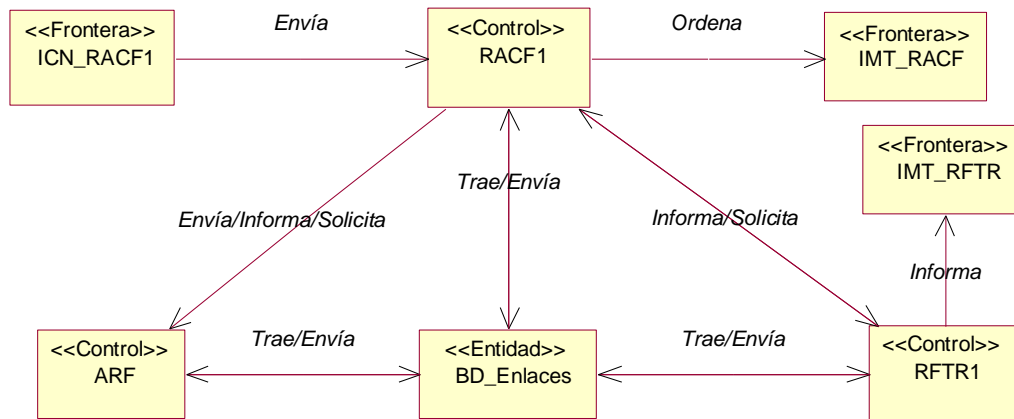 Envía
Ordena
<<Frontera>>
ICN_RACF1
<<Control>>
RACF1
<<Frontera>>
IMT_RACF
<<Frontera>>
IMT_RFTR
Trae/Envía
Envía/Informa/Solicita
Informa/Solicita
Informa
<<Control>>
ARF
Trae/Envía
<<Entidad>>
BD_Enlaces
Trae/Envía
<<Control>>
RFTR1